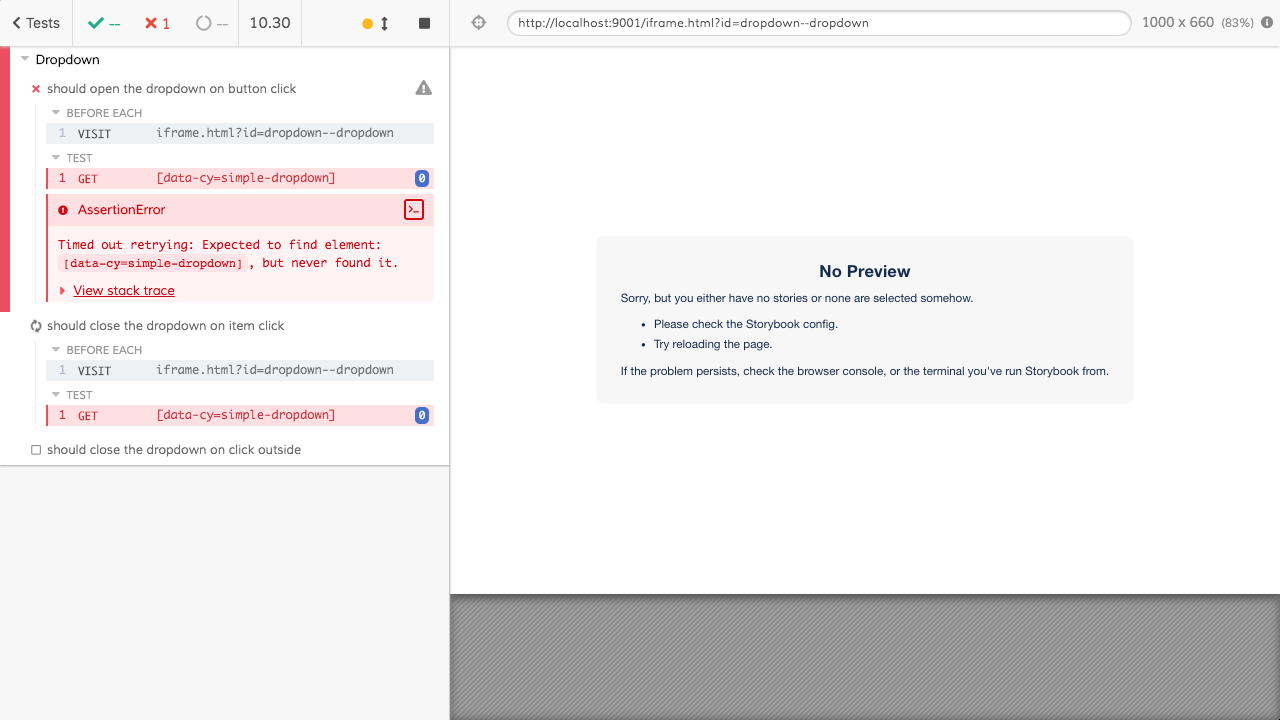 Tests
--
1
--
10.30
http://localhost:9001/iframe.html?id=dropdown--dropdown
1000 x 660 (83%)
Dropdown
should open the dropdown on button click
BEFORE EACH
1 VISIT iframe.html?id=dropdown--dropdown
TEST
1 GET [data-cy=simple-dropdown] 0
AssertionError
Timed out retrying: Expected to find element:
[data-cy=simple-dropdown], but never found it.
View stack trace
should close the dropdown on item click
BEFORE EACH
1 VISIT iframe.html?id=dropdown--dropdown
TEST
1 GET [data-cy=simple-dropdown] 0
should close the dropdown on click outside
No Preview
Sorry, but you either have no stories or none are selected somehow.
• Please check the Storybook config.
• Try reloading the page.
If the problem persists, check the browser console, or the terminal you've run Storybook from.